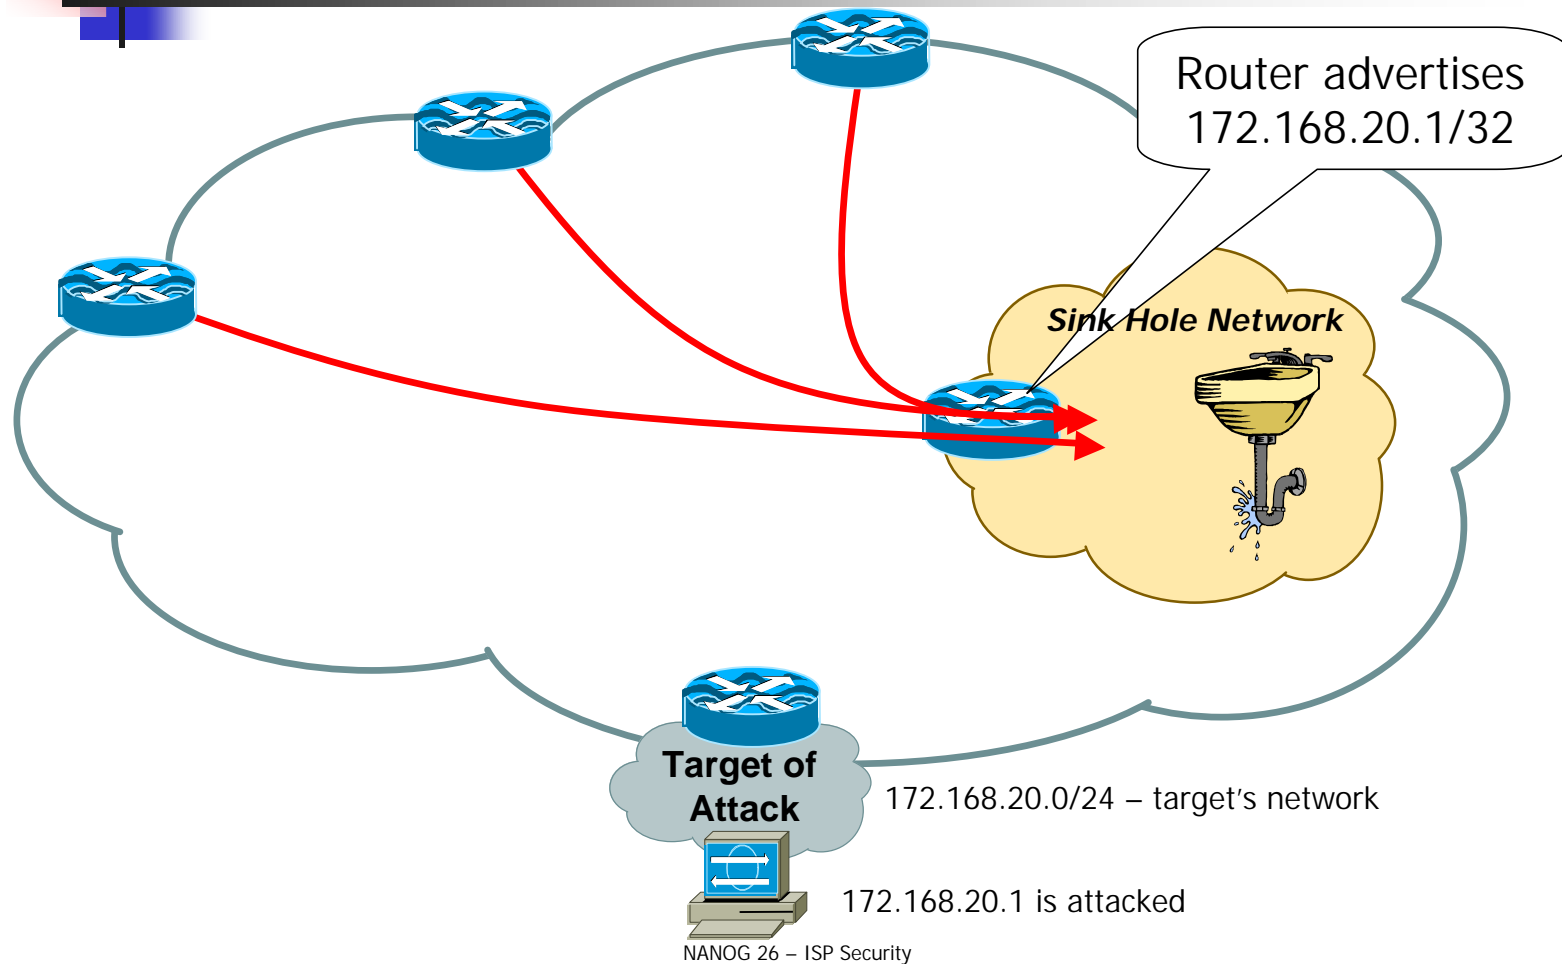 Router advertises
172.168.20.1/32
Sink Hole Network
Target of
Attack
172.168.20.0/24 – target's network
172.168.20.1 is attacked
NANOG 26 – ISP Security